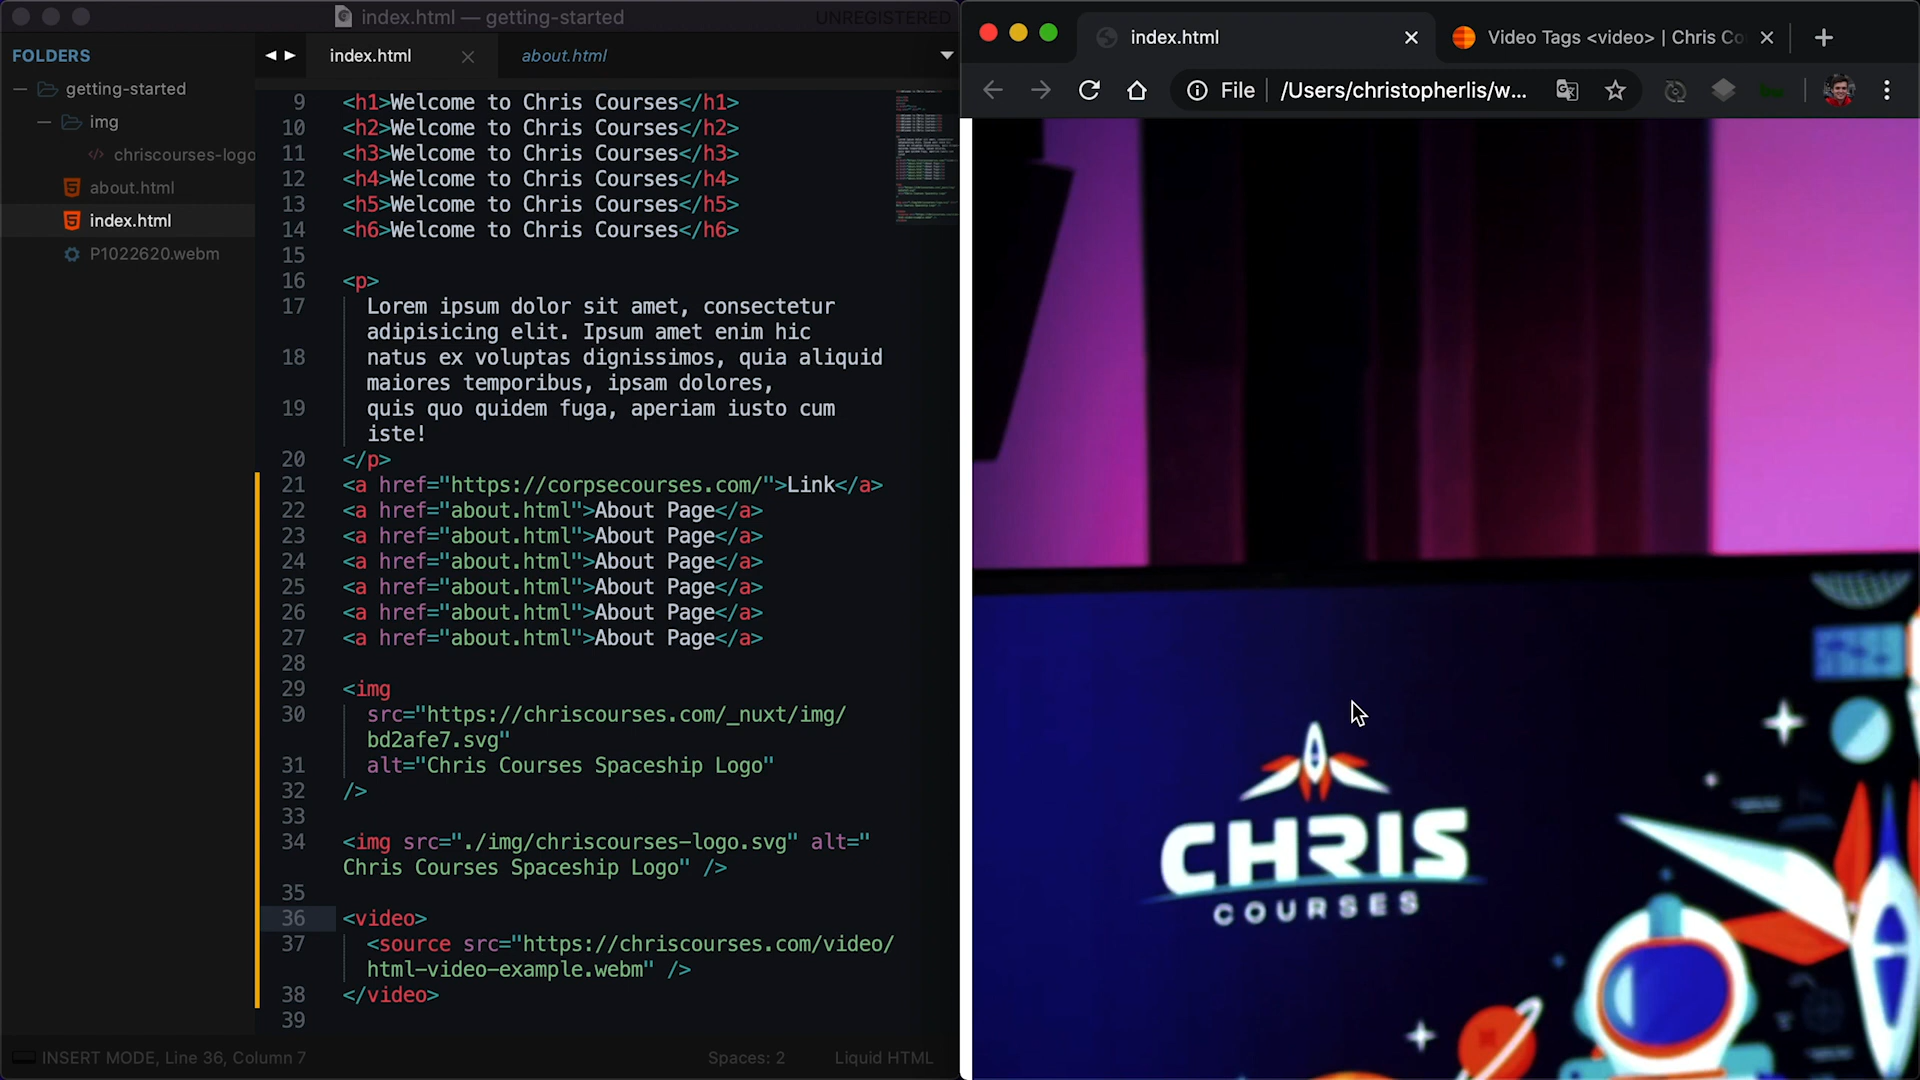 index.html — getting-started
UNREGISTERED
FOLDERS
getting-started
img
chriscourses-logo
about.html
index.html
P1022620.webm
index.html
about.html
9 <h1>Welcome to Chris Courses</h1>
10 <h2>Welcome to Chris Courses</h2>
11 <h3>Welcome to Chris Courses</h3>
12 <h4>Welcome to Chris Courses</h4>
13 <h5>Welcome to Chris Courses</h5>
14 <h6>Welcome to Chris Courses</h6>
15
16 <p>
17 Lorem ipsum dolor sit amet, consectetur
adipisicing elit. Ipsum amet enim hic
18 natus ex voluptas dignissimos, quia aliquid
maiores temporibus, ipsam dolores,
19 quis quo quidem fuga, aperiam iusto cum
iste!
20 </p>
21 <a href="https://corpsecourses.com/">Link</a>
22 <a href="about.html">About Page</a>
23 <a href="about.html">About Page</a>
24 <a href="about.html">About Page</a>
25 <a href="about.html">About Page</a>
26 <a href="about.html">About Page</a>
27 <a href="about.html">About Page</a>
28
29 <img
30 src="https://chriscourses.com/_nuxt/img/
bd2afe7.svg"
31 alt="Chris Courses Spaceship Logo"
32 />
33
34 <img src="./img/chriscourses-logo.svg" alt="
Chris Courses Spaceship Logo" />
35
36 <video>
37 <source src="https://chriscourses.com/video/
html-video-example.webm" />
38 </video>
39
INSERT MODE, Line 36, Column 7
Spaces: 2
Liquid HTML
index.html
Video Tags <video> | Chris Co
File
/Users/christopherlis/w...
CHRIS
COURSES